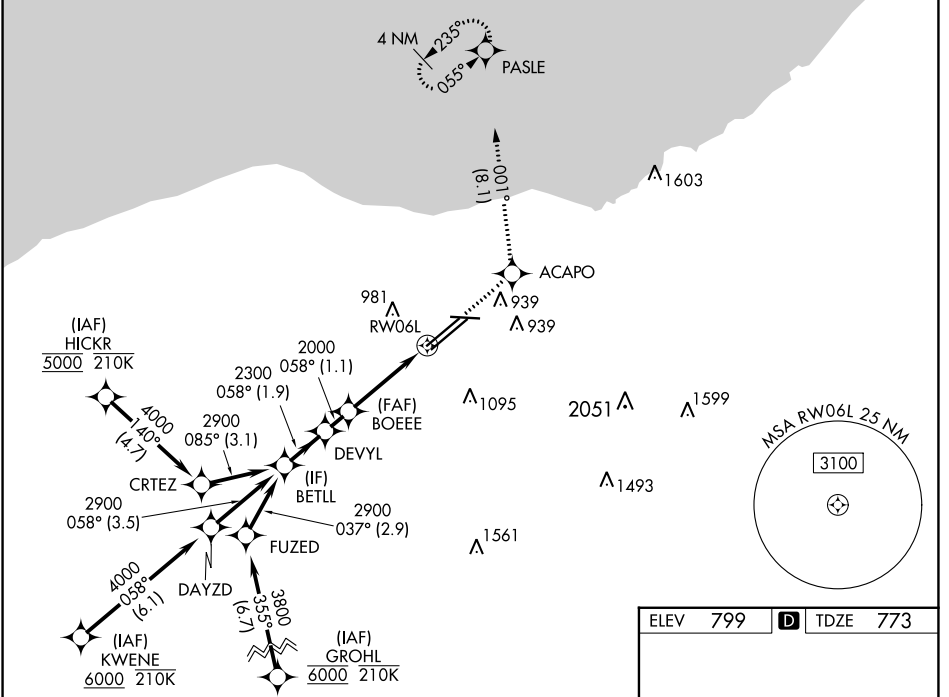 4 NM
235°
055°
PASLE
001°
(8.1)
1603
ACAPO
939
939
981
RW06L
(IAF)
HICKR
5000 210K
2000
058° (1.1)
2300
058° (1.9)
(FAF)
BOEEE
1095
2051
1599
MSA RW06L 25 NM
3100
4000
140°
(4.7)
2900
085° (3.1)
DEVYL
CRTEZ
(IF)
BETLL
1493
2900
058° (3.5)
2900
037° (2.9)
1561
FUZED
DAYZD
4000
058°
(6.1)
3800
355°
(6.7)
(IAF)
KWENE
6000 210K
(IAF)
GROHL
6000 210K
ELEV 799 D TDZE 773